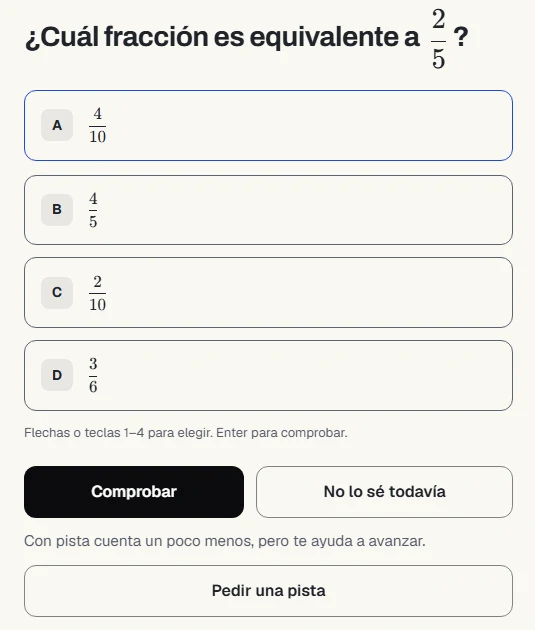 ¿Cuál fracción es equivalente a 2/5 ?
A 4/10
B 4/5
C 2/10
D 3/6
Flechas o teclas 1–4 para elegir. Enter para comprobar.
Comprobar No lo sé todavía
Con pista cuenta un poco menos, pero te ayuda a avanzar.
Pedir una pista